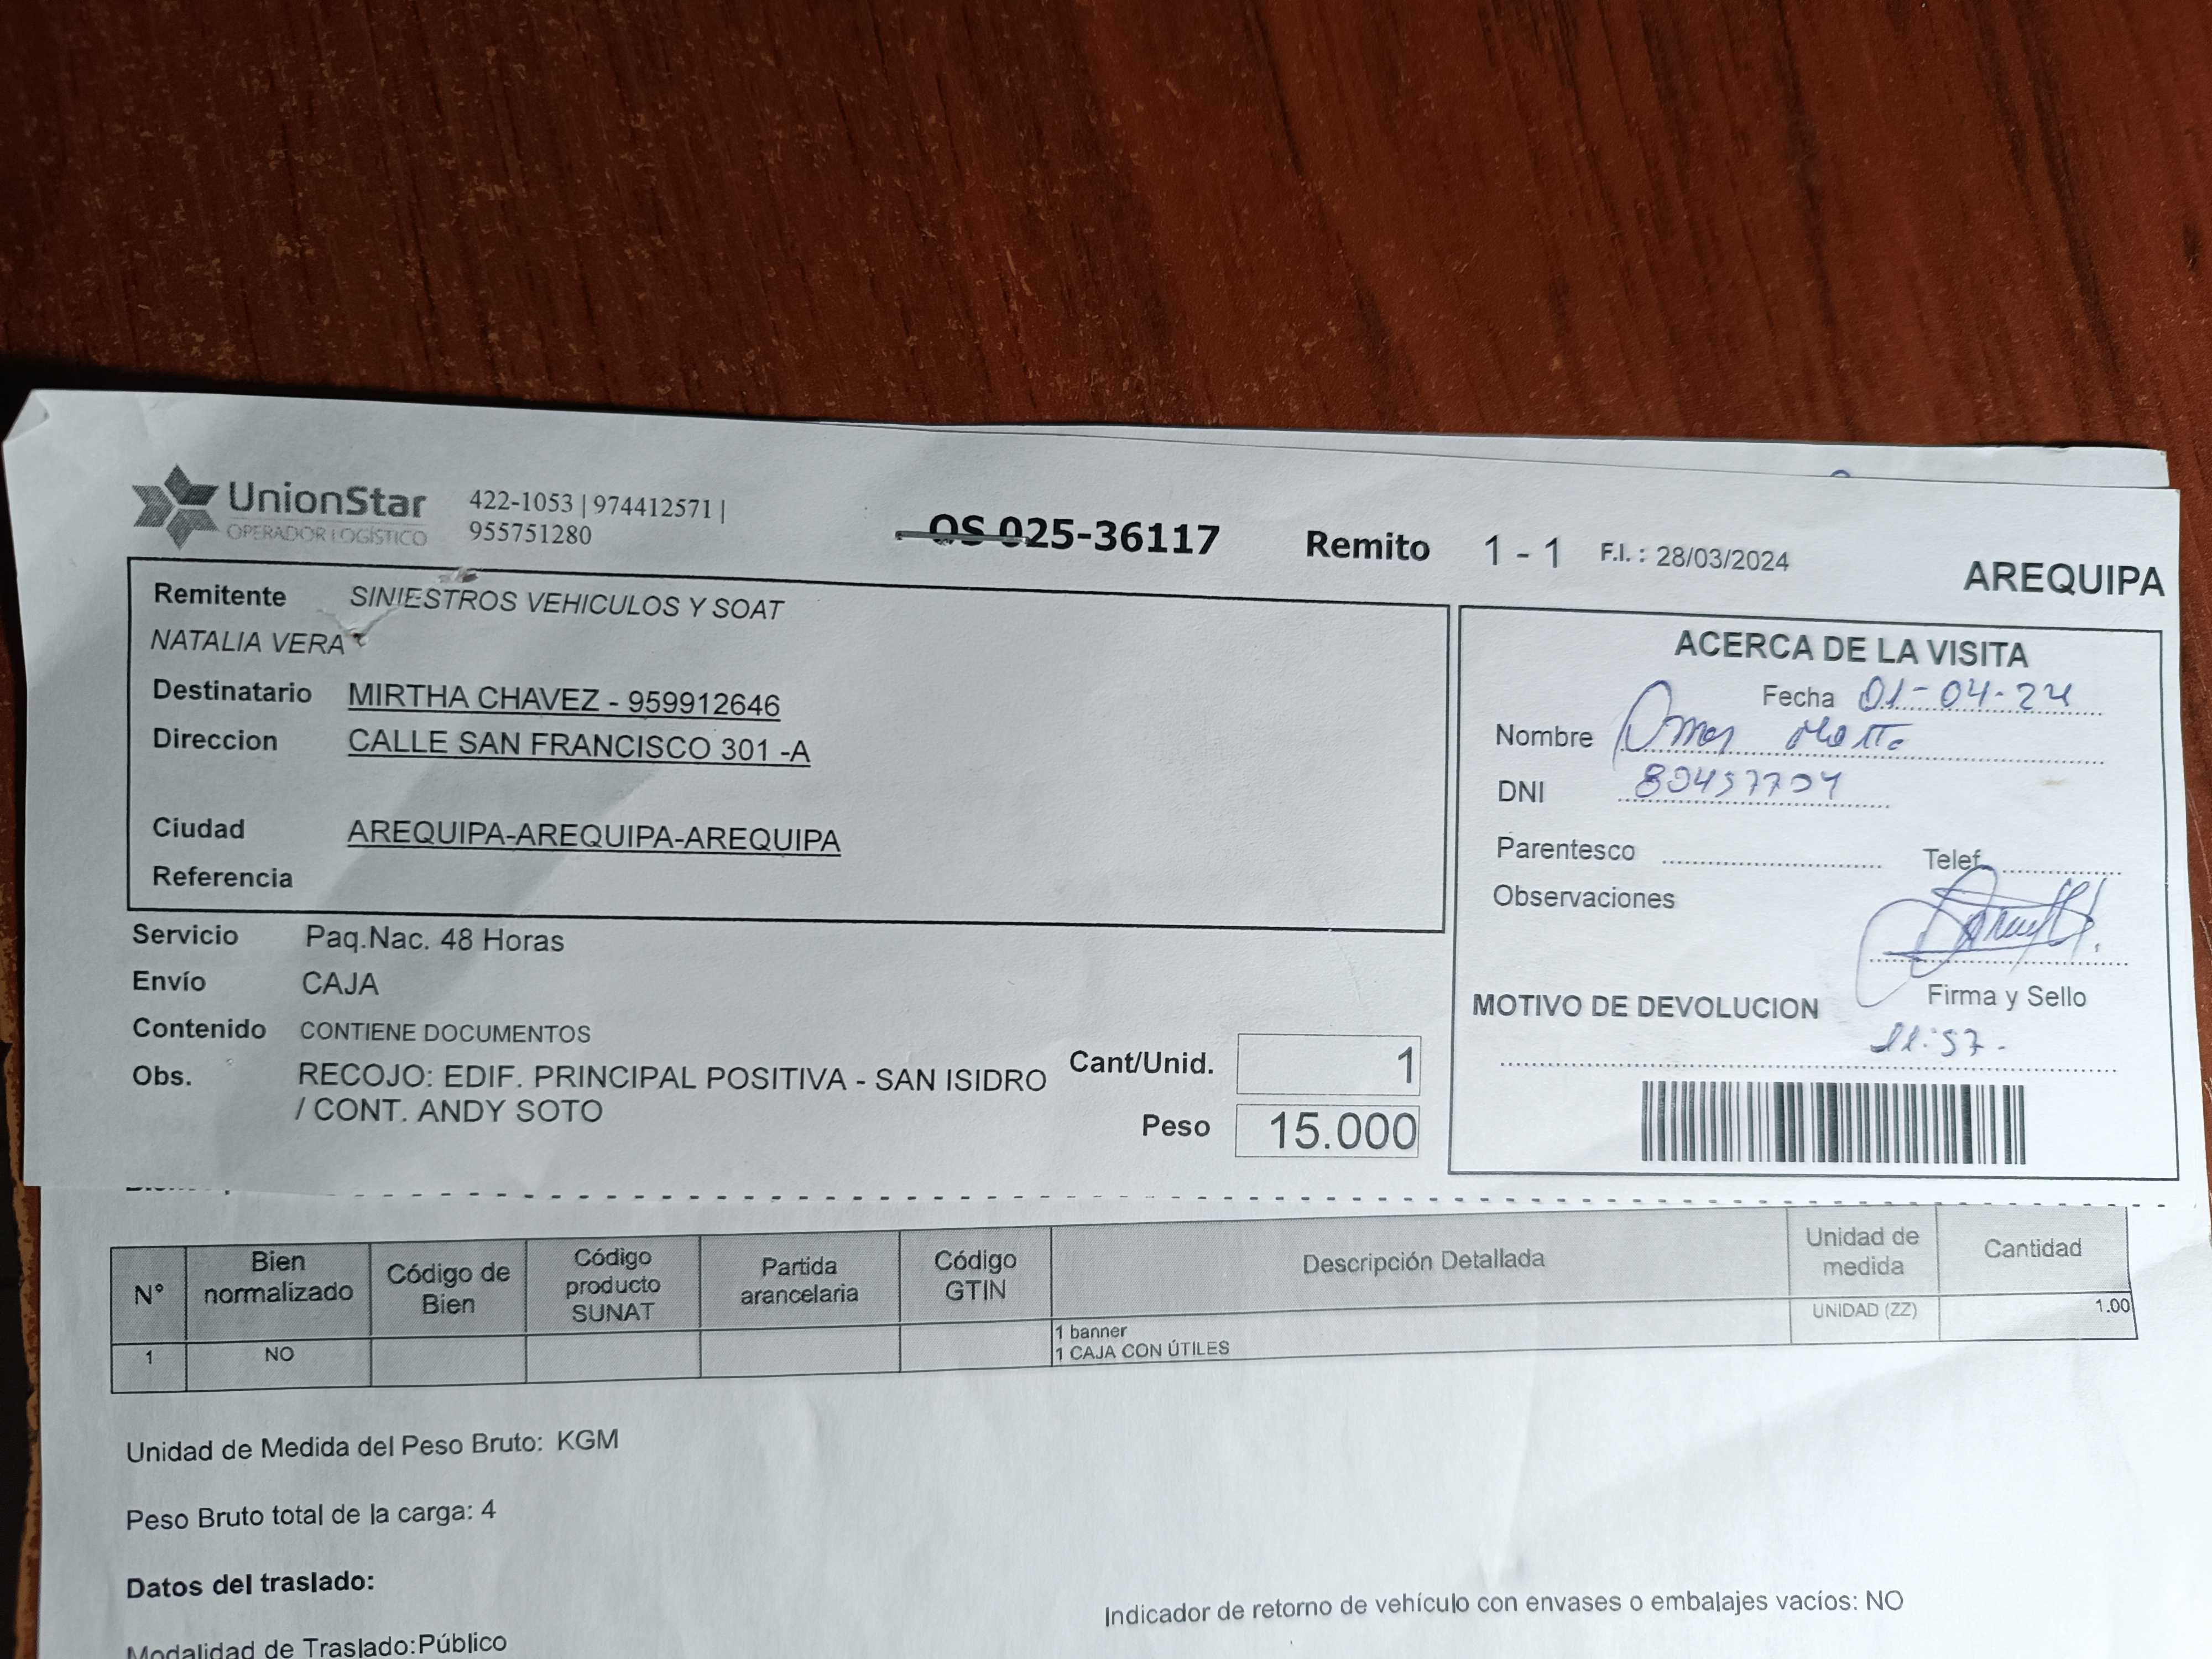 UnionStar
OPERADOR LOGÍSTICO
422-1053 | 974412571 |
955751280
OS 025-36117
Remito 1 - 1 F.I. : 28/03/2024
AREQUIPA
Remitente SINIESTROS VEHICULOS Y SOAT
NATALIA VERA
Destinatario MIRTHA CHAVEZ - 959912646
Direccion CALLE SAN FRANCISCO 301 -A
Ciudad AREQUIPA-AREQUIPA-AREQUIPA
Referencia
Servicio Paq.Nac. 48 Horas
Envío CAJA
Contenido CONTIENE DOCUMENTOS
Obs. RECOJO: EDIF. PRINCIPAL POSITIVA - SAN ISIDRO
/ CONT. ANDY SOTO
Cant/Unid. 1
Peso 15.000
ACERCA DE LA VISITA
Fecha 01-04-24
Nombre Omar
DNI
Parentesco Telef.
Observaciones
Firma y Sello
MOTIVO DE DEVOLUCION
11:57.
N° Bien normalizado Código de Bien Código producto SUNAT Partida arancelaria Código GTIN Descripción Detallada Unidad de medida Cantidad
1 NO 1 banner UNIDAD (ZZ) 1.00
1 CAJA CON ÚTILES
Unidad de Medida del Peso Bruto: KGM
Peso Bruto total de la carga: 4
Datos del traslado:
Indicador de retorno de vehículo con envases o embalajes vacíos: NO
Modalidad de Traslado:Público